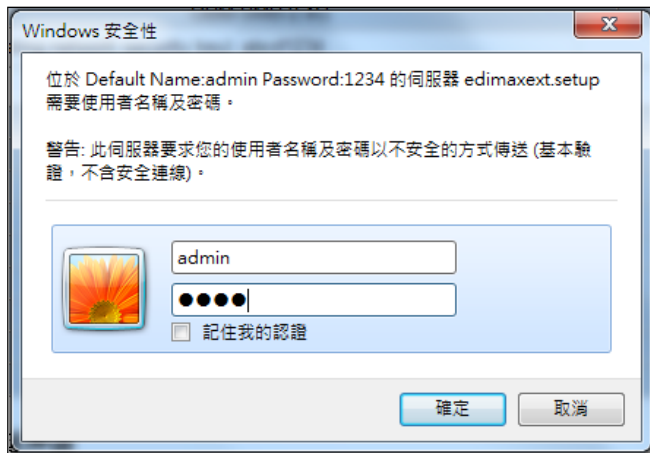 Windows 安全性
位於 Default Name:admin Password:1234 的伺服器 edimaxext.setup
需要使用者名稱及密碼。
警告: 此伺服器要求您的使用者名稱及密碼以不安全的方式傳送 (基本驗
證，不含安全連線)。
admin
●●●●
記住我的認證
確定
取消